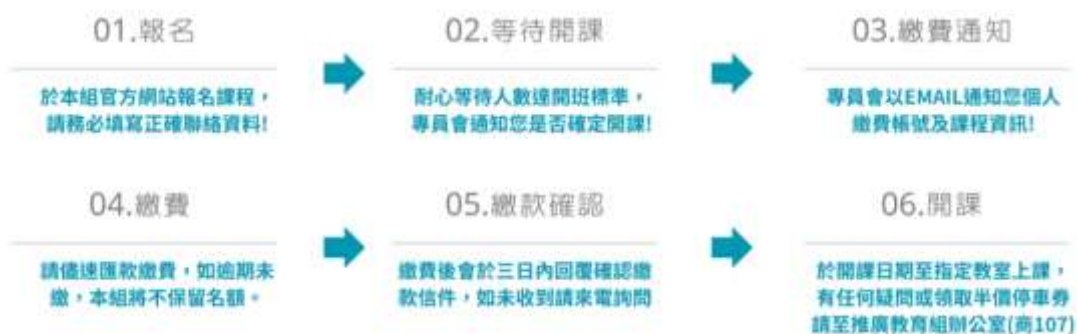 01.報名
於本組官方網站報名課程，
請務必填寫正確聯絡資料!
02.等待開課
耐心等待人數達開班標準，
專員會通知您是否確定開課!
03.繳費通知
專員會以EMAIL通知您個人
繳費帳號及課程資訊!
04.繳費
請儘速匯款繳費，如逾期未
繳，本組將不保留名額。
05.繳款確認
繳費後會於三日內回覆確認繳
款信件，如未收到請來電詢問
06.開課
於開課日期至指定教室上課，
有任何疑問或領取半價停車券
請至推廣教育組辦公室(商107)